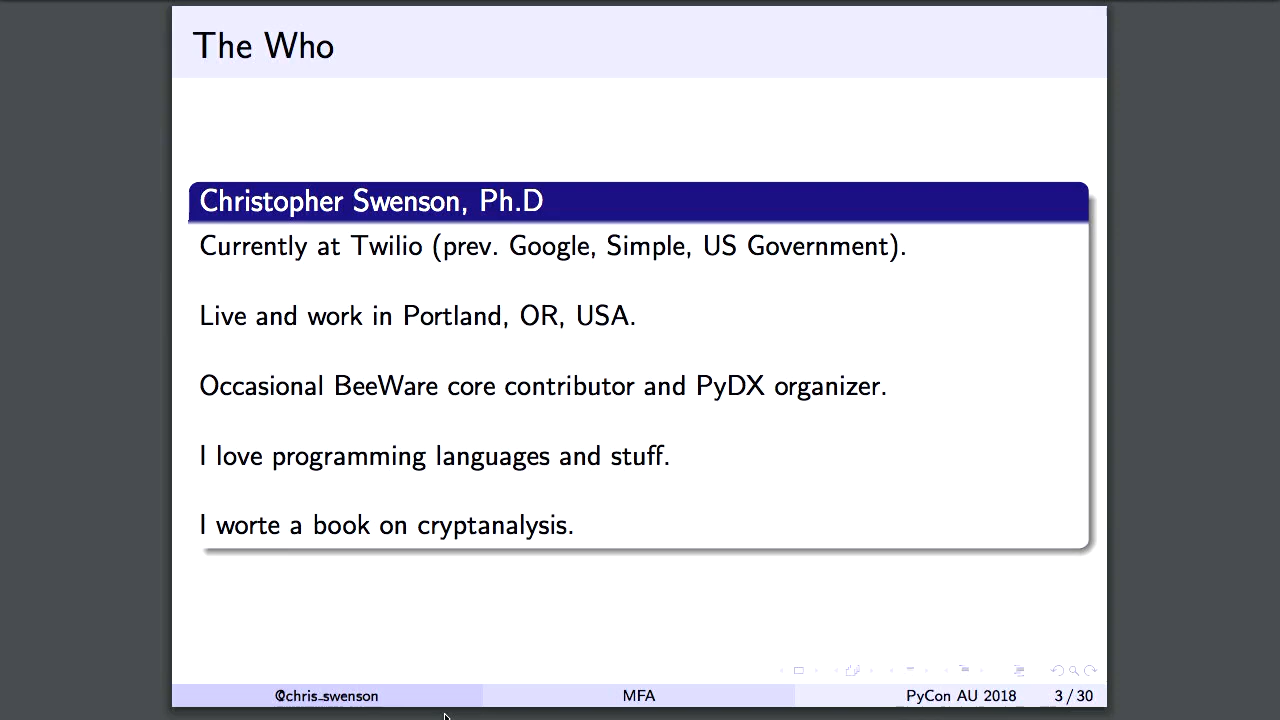 The Who
Christopher Swenson, Ph.D
Currently at Twilio (prev. Google, Simple, US Government).
Live and work in Portland, OR, USA.
Occasional BeeWare core contributor and PyDX organizer.
I love programming languages and stuff.
I worte a book on cryptanalysis.
@chris_swenson MFA PyCon AU 2018 3 / 30